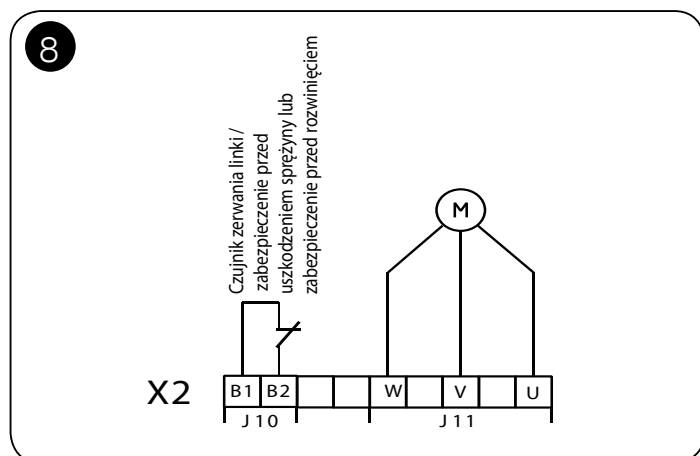 8
Czujnik zerwania linki /
zabezpieczenie przed
uszkodzeniem sprężyny lub
zabezpieczenie przed rozwinięciem
M
X2
B1 B2 W V U
J10 J11